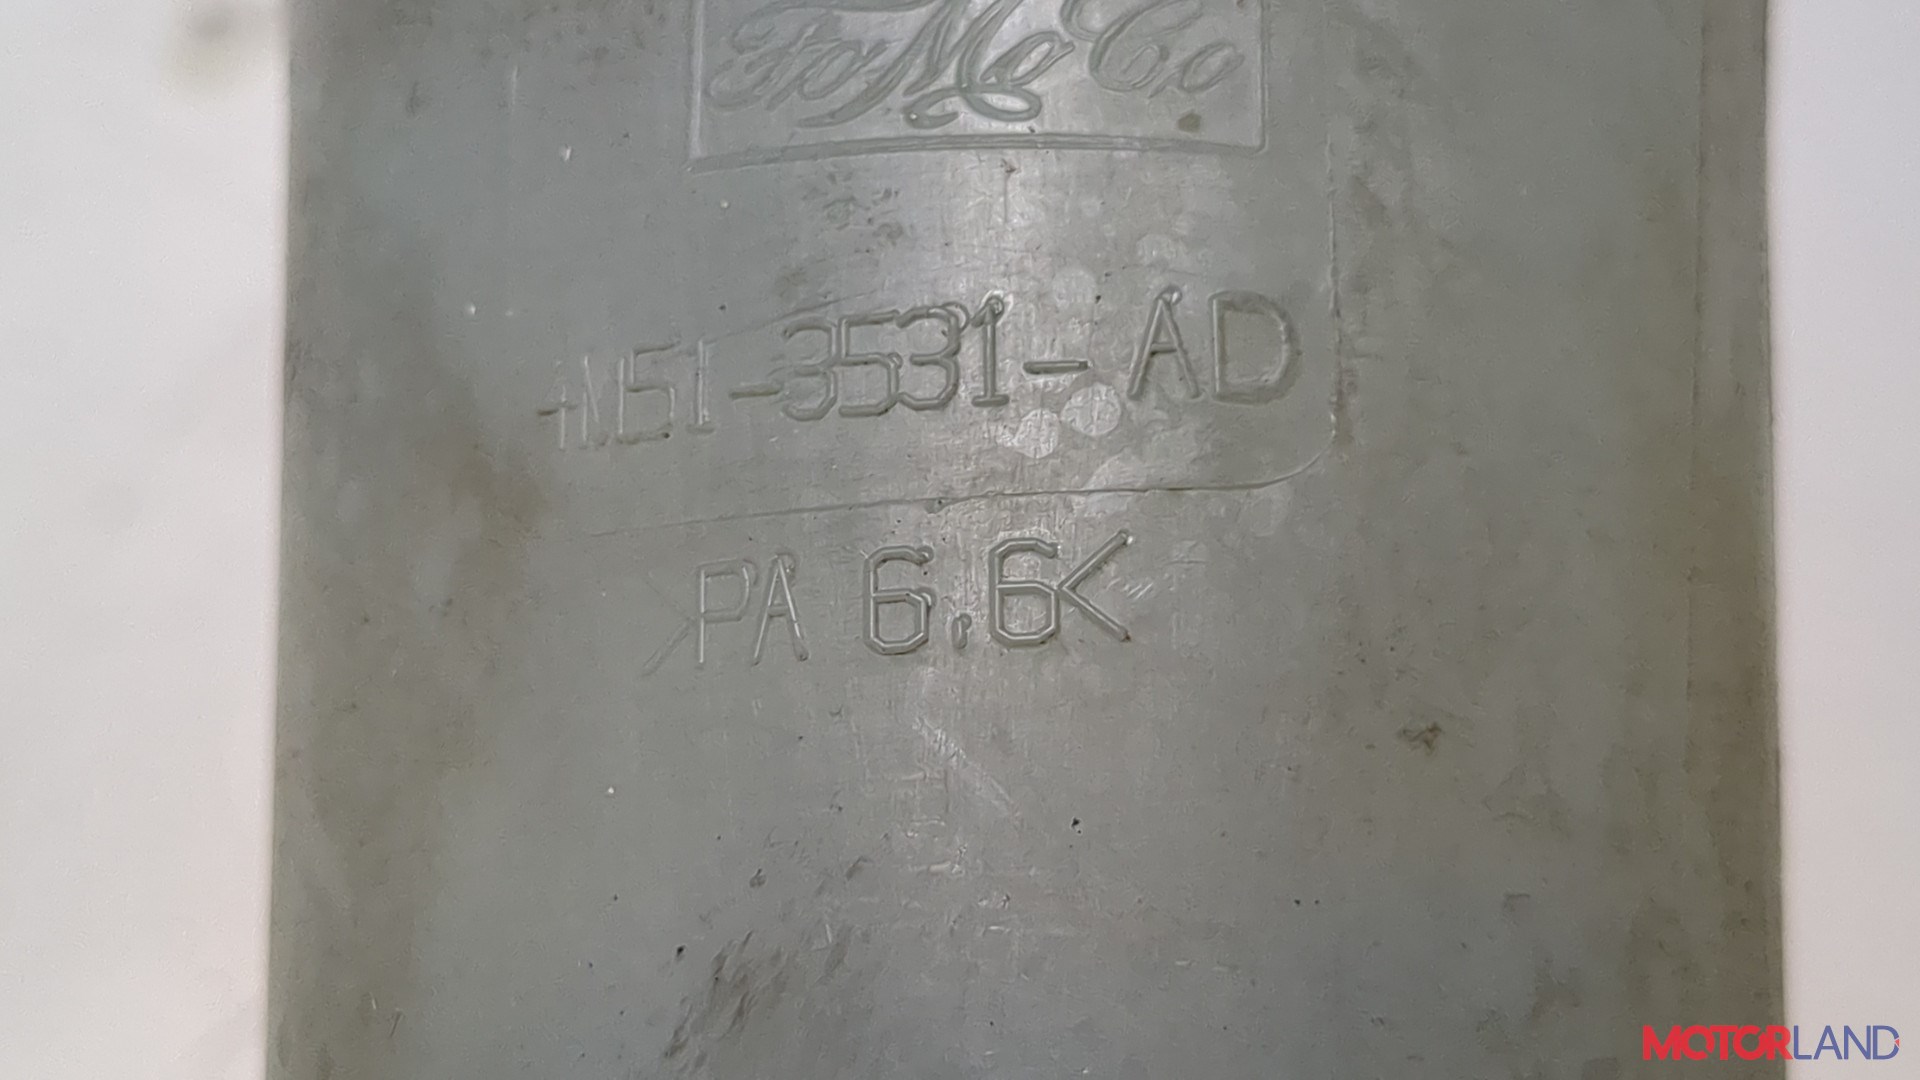 FoMoCo
4M51-3531-AD
>PA 6,6<
MOTORLAND